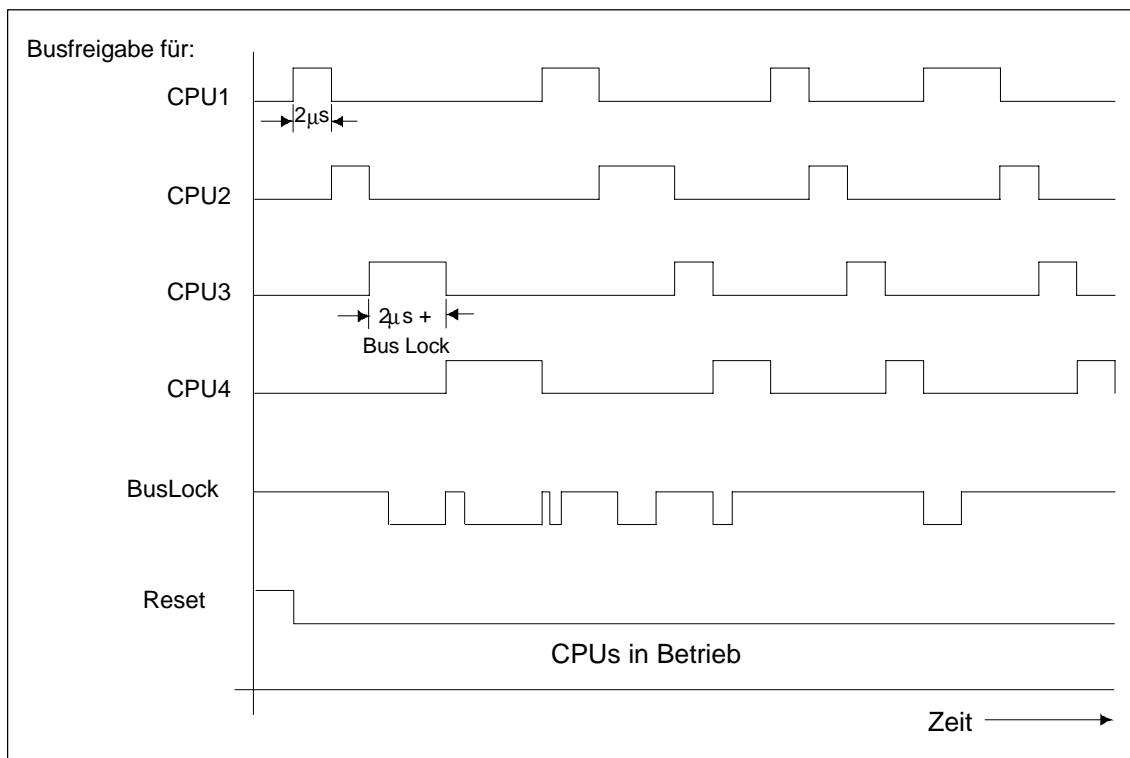 Busfreigabe für:
CPU1
2µs
CPU2
CPU3
2µs +
Bus Lock
CPU4
BusLock
Reset
CPUs in Betrieb
Zeit